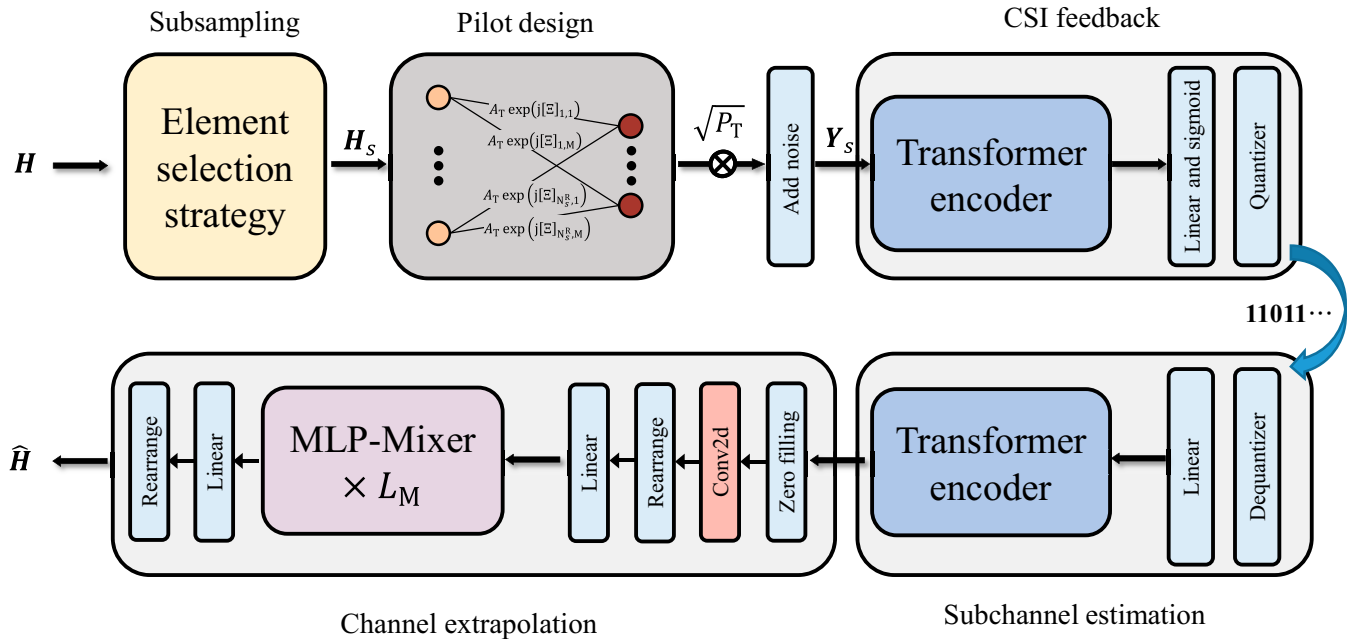 Subsampling
Pilot design
CSI feedback
H
Element
selection
strategy
H_s
A_T exp(j[Ξ]_{1,1})
A_T exp(j[Ξ]_{1,M})
A_T exp(j[Ξ]_{N_s^R,1})
A_T exp(j[Ξ]_{N_s^R,M})
√P_T
Add noise
Y_s
Transformer
encoder
Linear and sigmoid
Quantizer
11011···
Dequantizer
Linear
Transformer
encoder
Zero filling
Conv2d
Rearrange
Linear
MLP-Mixer
× L_M
Linear
Rearrange
Ĥ
Channel extrapolation
Subchannel estimation